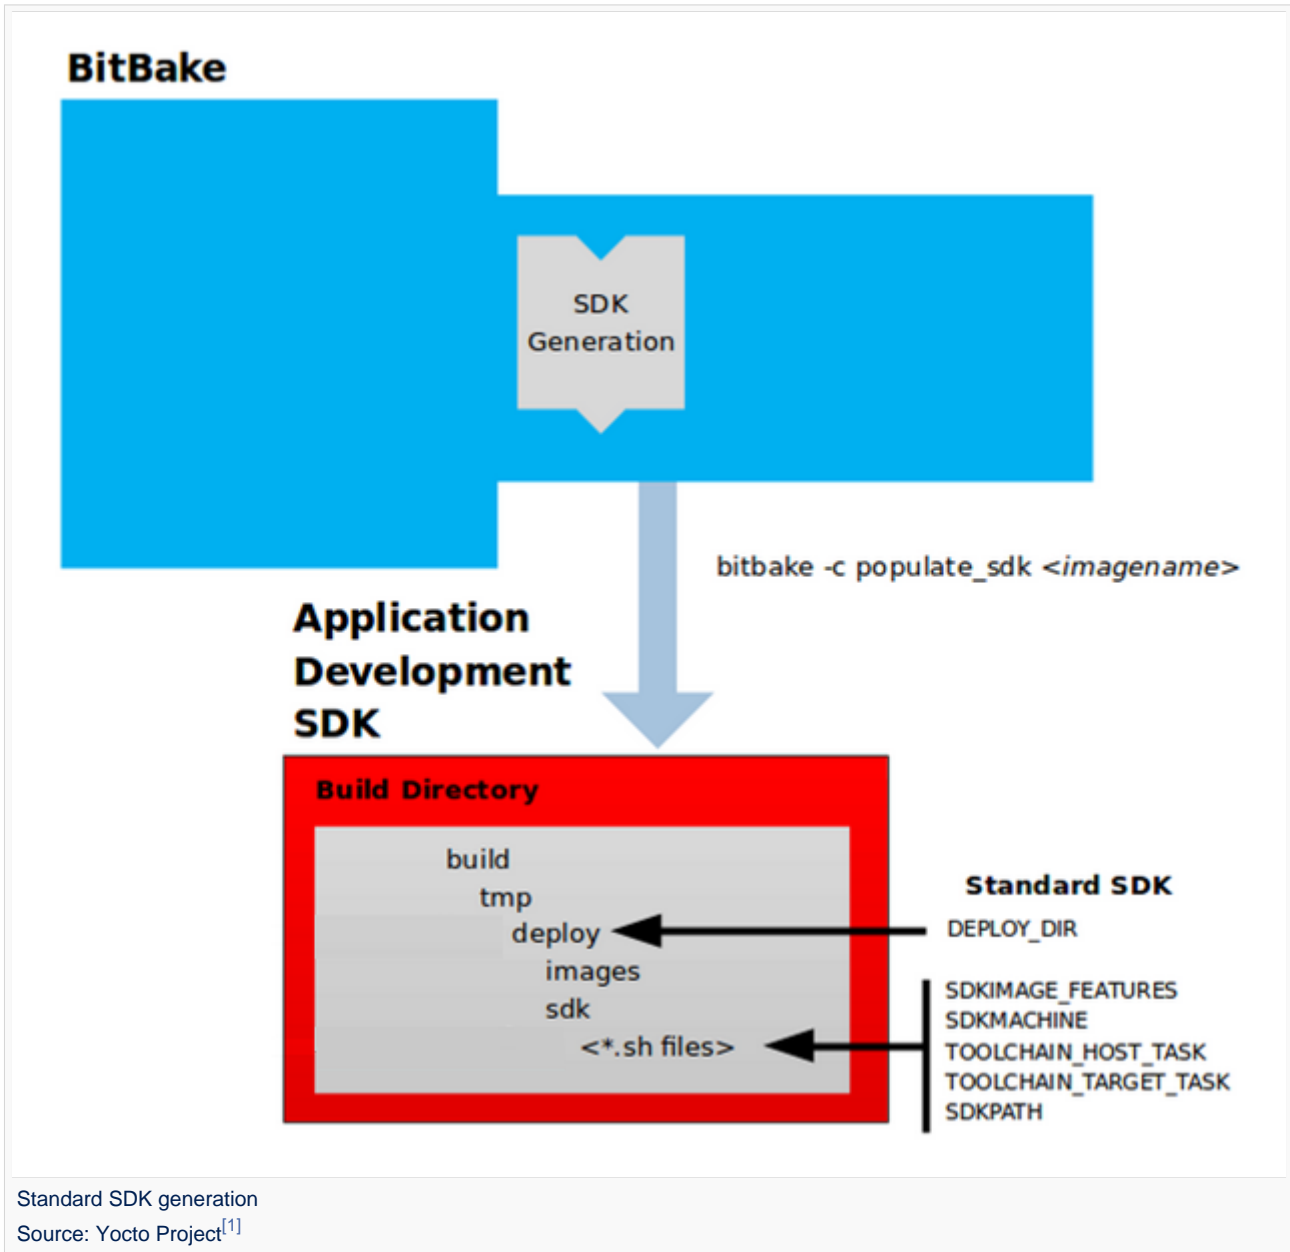 BitBake
SDK
Generation
bitbake -c populate_sdk <imagename>
Application
Development
SDK
Build Directory
build
tmp
deploy
images
sdk
<*.sh files>
Standard SDK
DEPLOY_DIR
SDKIMAGE_FEATURES
SDKMACHINE
TOOLCHAIN_HOST_TASK
TOOLCHAIN_TARGET_TASK
SDKPATH
Standard SDK generation
Source: Yocto Project[1]